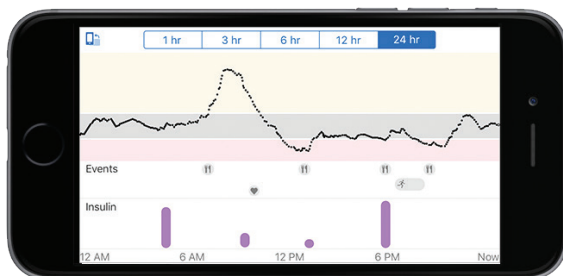 1 hr 3 hr 6 hr 12 hr 24 hr
Events
Insulin
12 AM 6 AM 12 PM 6 PM Now